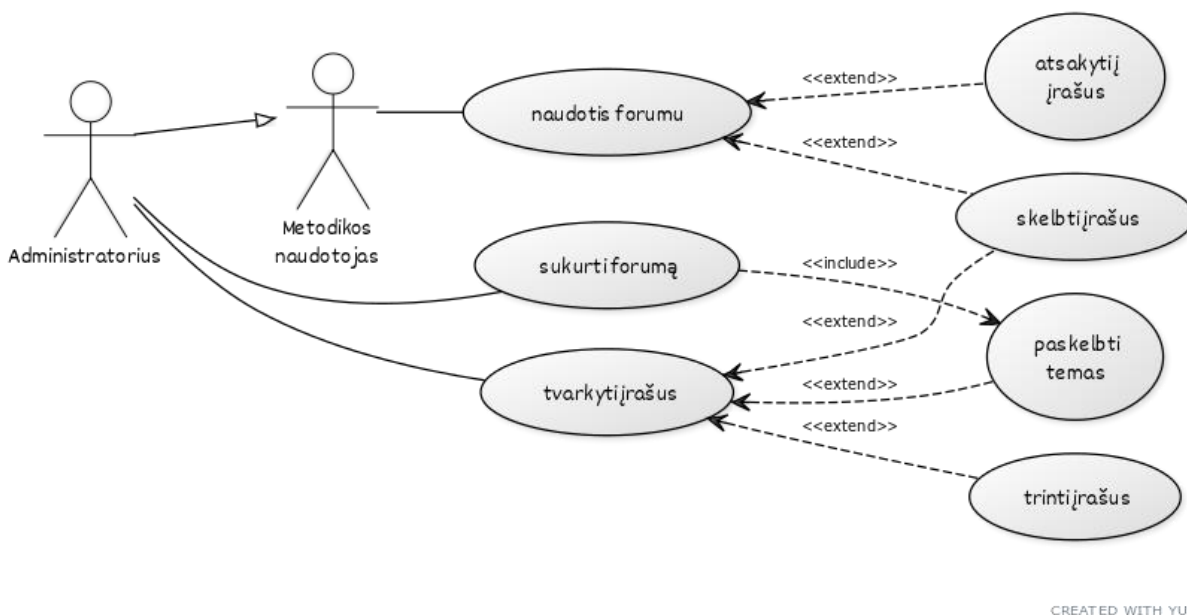 Administratorius
Metodikos
naudotojas
naudotis forumu
sukurti forumą
tvarkyti įrašus
<<extend>>
<<extend>>
<<include>>
<<extend>>
<<extend>>
<<extend>>
atsakyti į
įrašus
skelbti įrašus
paskelbti
temas
trinti įrašus
CREATED WITH YU